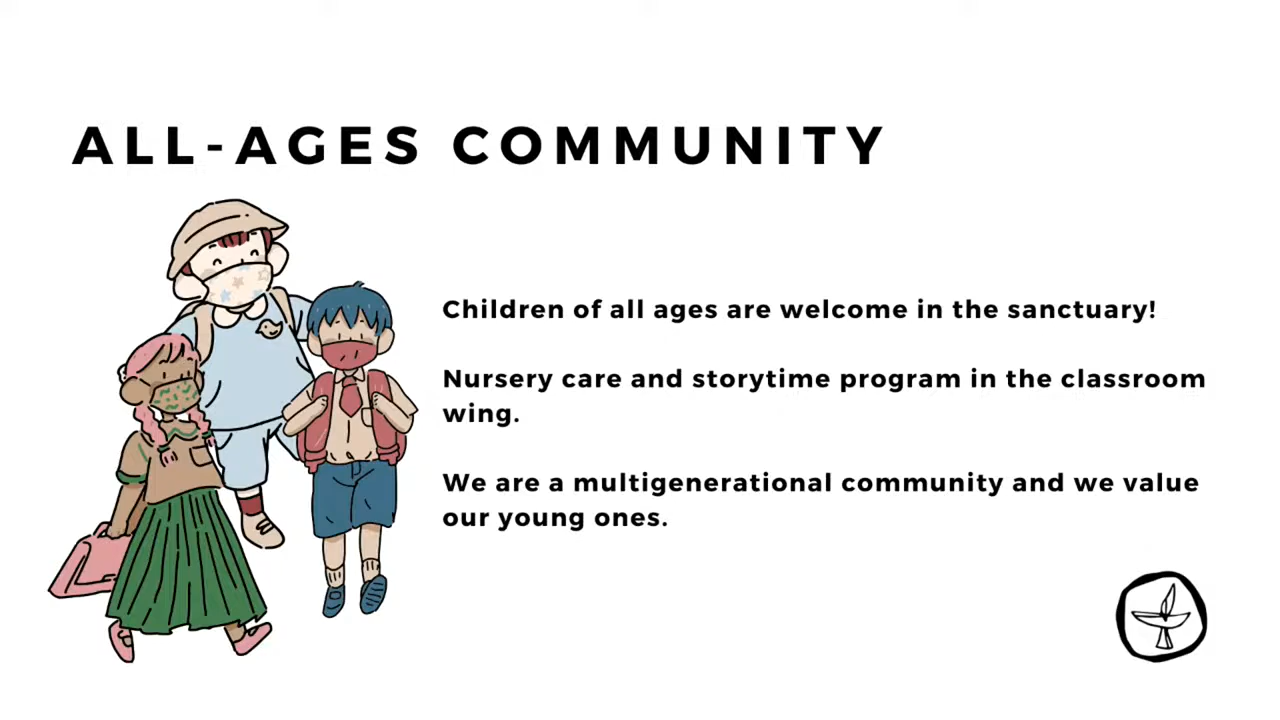 ALL-AGES COMMUNITY
Children of all ages are welcome in the sanctuary!
Nursery care and storytime program in the classroom
wing.
We are a multigenerational community and we value
our young ones.